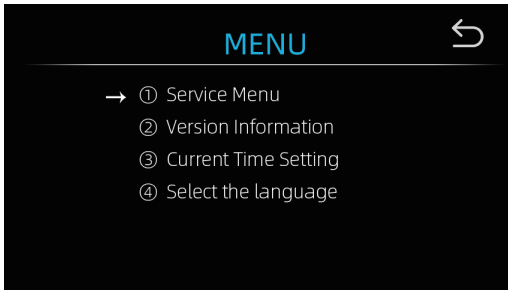 MENU
→ ① Service Menu
② Version Information
③ Current Time Setting
④ Select the language